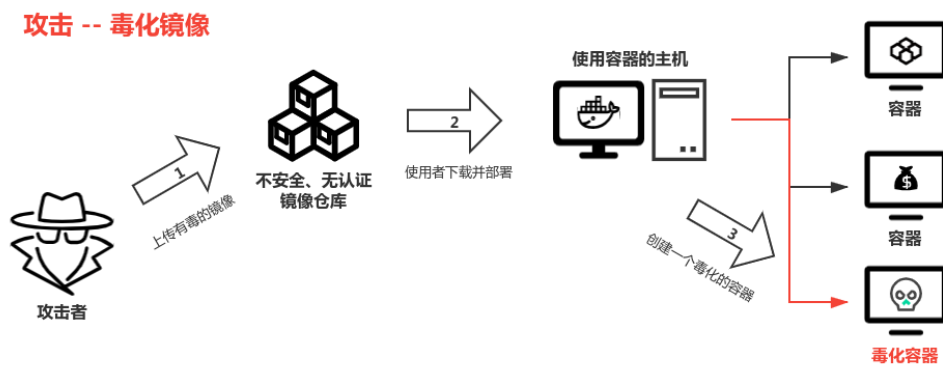 攻击 -- 毒化镜像
使用容器的主机
容器
1
上传有毒的镜像
不安全、无认证
镜像仓库
2
使用者下载并部署
3
创建一个毒化的容器
$
容器
攻击者
毒化容器